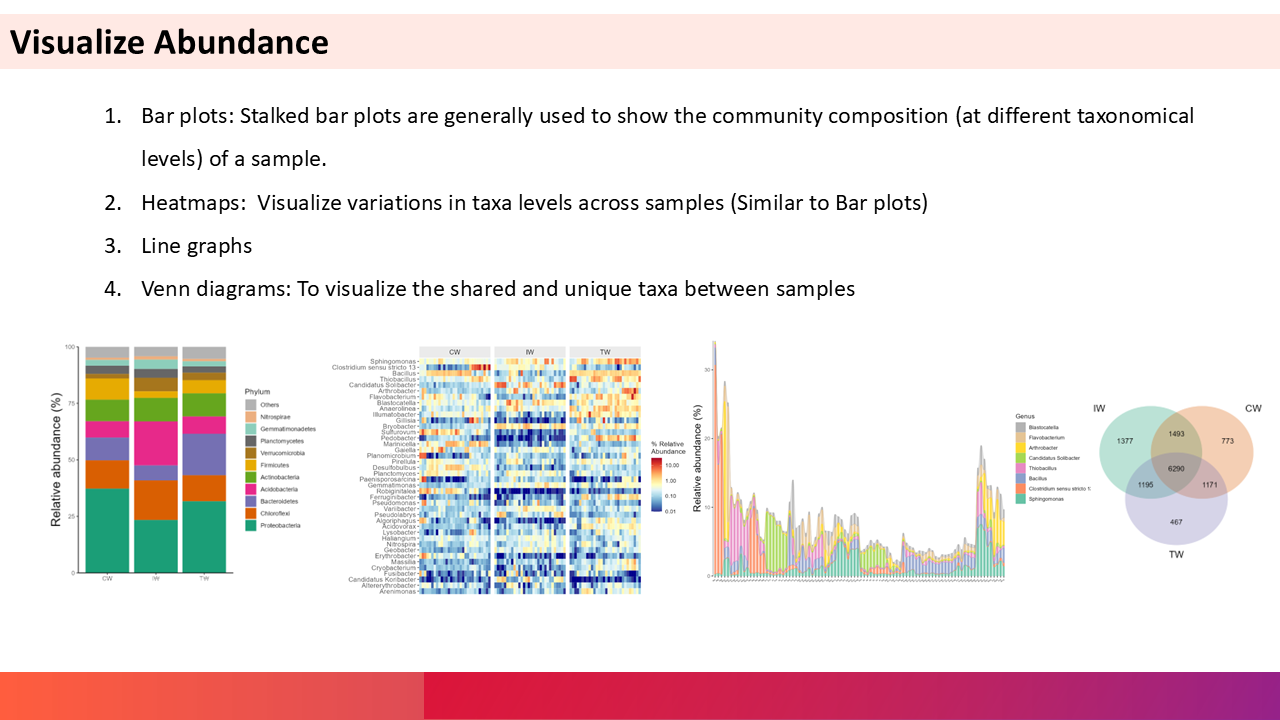 Visualize Abundance
1. Bar plots: Stalked bar plots are generally used to show the community composition (at different taxonomical
levels) of a sample.
2. Heatmaps:  Visualize variations in taxa levels across samples (Similar to Bar plots)
3. Line graphs
4. Venn diagrams: To visualize the shared and unique taxa between samples
Relative abundance (%)
100
75
50
25
0
CW
IW
TW
Phylum
Others
Nitrospirae
Gemmatimonadetes
Planctomycetes
Verrucomicrobia
Firmicutes
Actinobacteria
Acidobacteria
Bacteroidetes
Chloroflexi
Proteobacteria
CW
IW
TW
Sphingomonas
Clostridium sensu stricto 13
Bacillus
Thiobacillus
Candidatus Solibacter
Arthrobacter
Flavobacterium
Blastocatella
Anaerolinea
Illumatobacter
Gillisia
Bryobacter
Sulfurovum
Pedobacter
Marinicella
Gaiella
Planomicrobium
Pirellula
Desulfobulbus
Planctomyces
Paenisporosarcina
Gemmatimonas
Robiginitalea
Ferruginibacter
Pseudomonas
Varibacter
Pseudolabrys
Algoriphagus
Acidovorax
Lysobacter
Haliangium
Nitrospira
Geobacter
Erythrobacter
Massilia
Cryobacterium
Fusibacter
Candidatus Koribacter
Altererythrobacter
Arenimonas
% Relative
Abundance
10.00
1.00
0.10
0.01
Relative abundance (%)
30
20
10
0
Genus
Blastocatella
Flavobacterium
Arthrobacter
Candidatus Solibacter
Thiobacillus
Bacillus
Clostridium sensu stricto 1
Sphingomonas
IW
CW
1377
1493
773
6290
1195
1171
467
TW